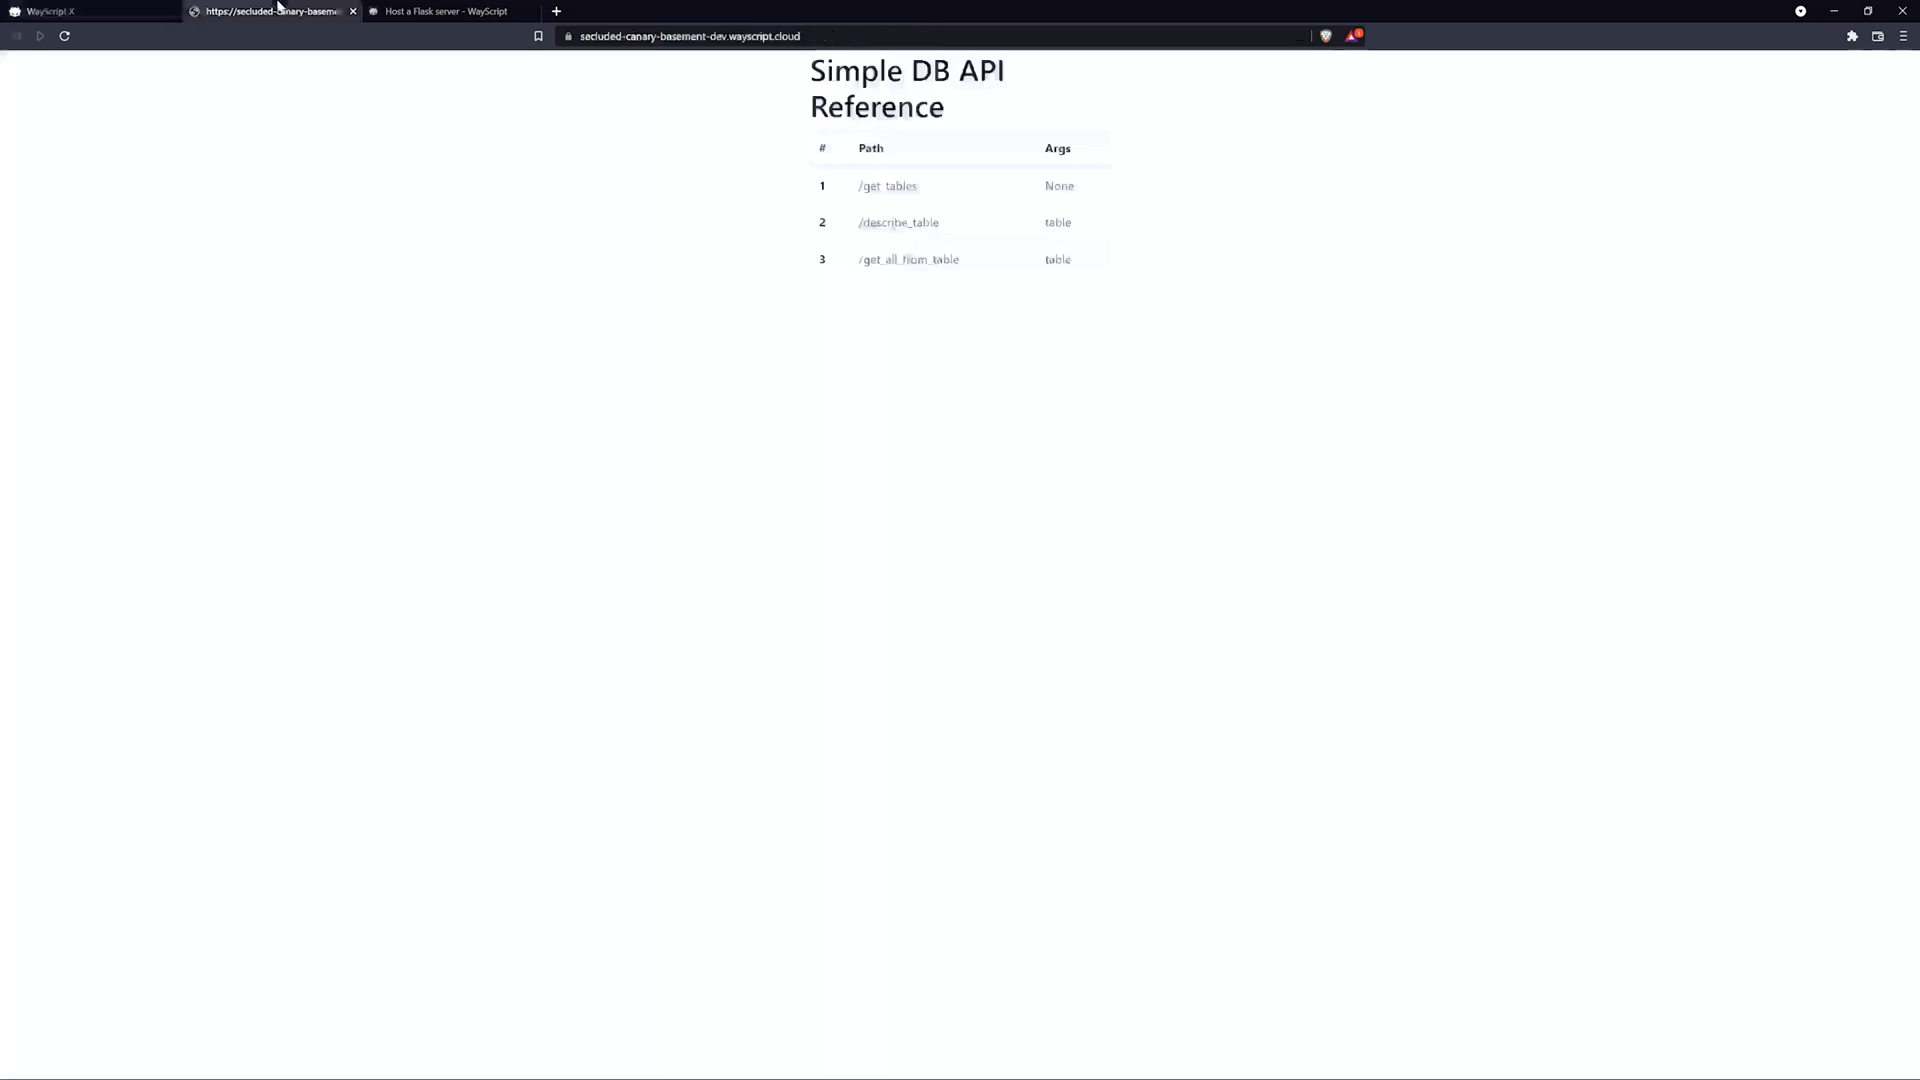 WayScript X
https://secluded-canary-baseme
Host a Flask server - WayScript
secluded-canary-basement-dev.wayscript.cloud
Simple DB API
Reference
# Path Args
1 /get_tables None
2 /describe_table table
3 /get_all_from_table table